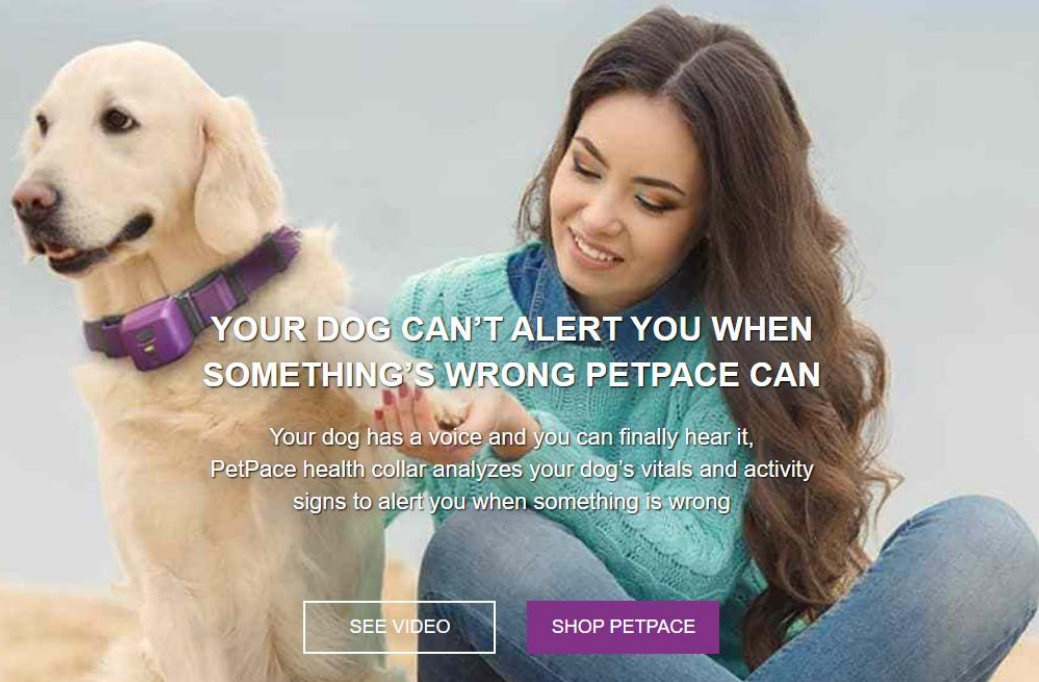 YOUR DOG CAN’T ALERT YOU WHEN
SOMETHING’S WRONG PETPACE CAN
Your dog has a voice and you can finally hear it,
PetPace health collar analyzes your dog’s vitals and activity
signs to alert you when something is wrong
SEE VIDEO
SHOP PETPACE